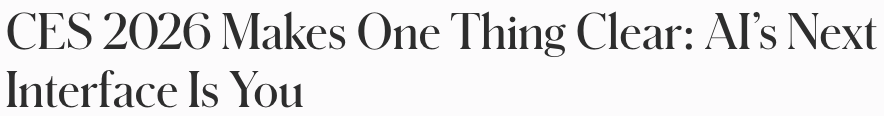 CES 2026 Makes One Thing Clear: AI’s Next
Interface Is You